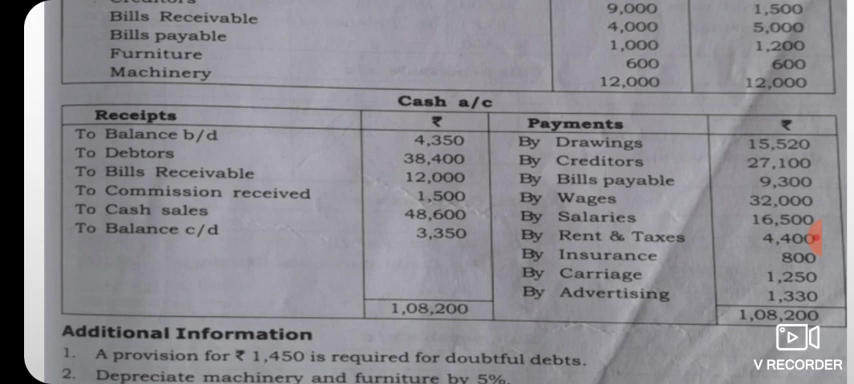 9,000 1,500
Bills Receivable 4,000 5,000
Bills payable 1,000 1,200
Furniture 600 600
Machinery 12,000 12,000
Cash a/c
Receipts ₹ Payments ₹
To Balance b/d 4,350 By Drawings 15,520
To Debtors 38,400 By Creditors 27,100
To Bills Receivable 12,000 By Bills payable 9,300
To Commission received 1,500 By Wages 32,000
To Cash sales 48,600 By Salaries 16,500
To Balance c/d 3,350 By Rent & Taxes 4,400
By Insurance 800
By Carriage 1,250
By Advertising 1,330
1,08,200 1,08,200
Additional Information
1. A provision for ₹ 1,450 is required for doubtful debts.
2. Depreciate machinery and furniture by 5%.
V RECORDER